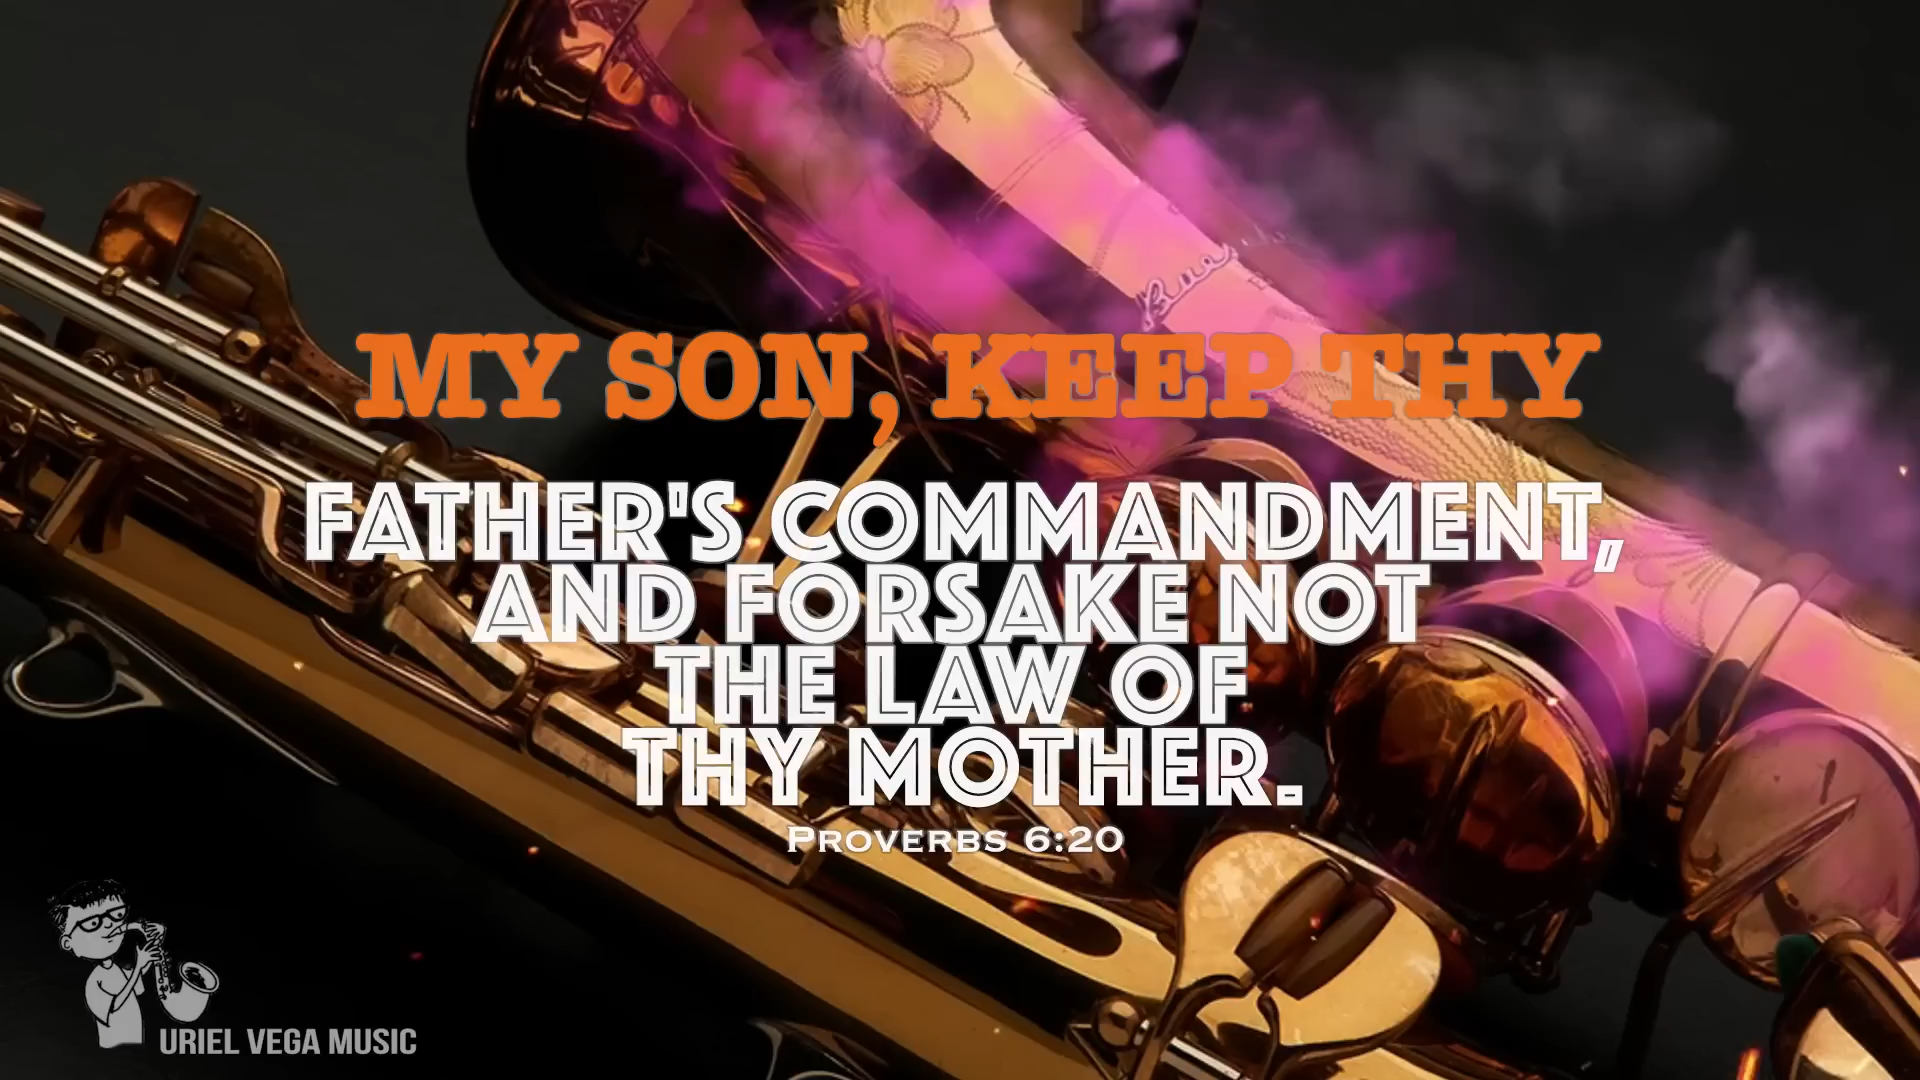 MY SON, KEEP THY
FATHER'S COMMANDMENT,
AND FORSAKE NOT
THE LAW OF
THY MOTHER.
PROVERBS 6:20
URIEL VEGA MUSIC